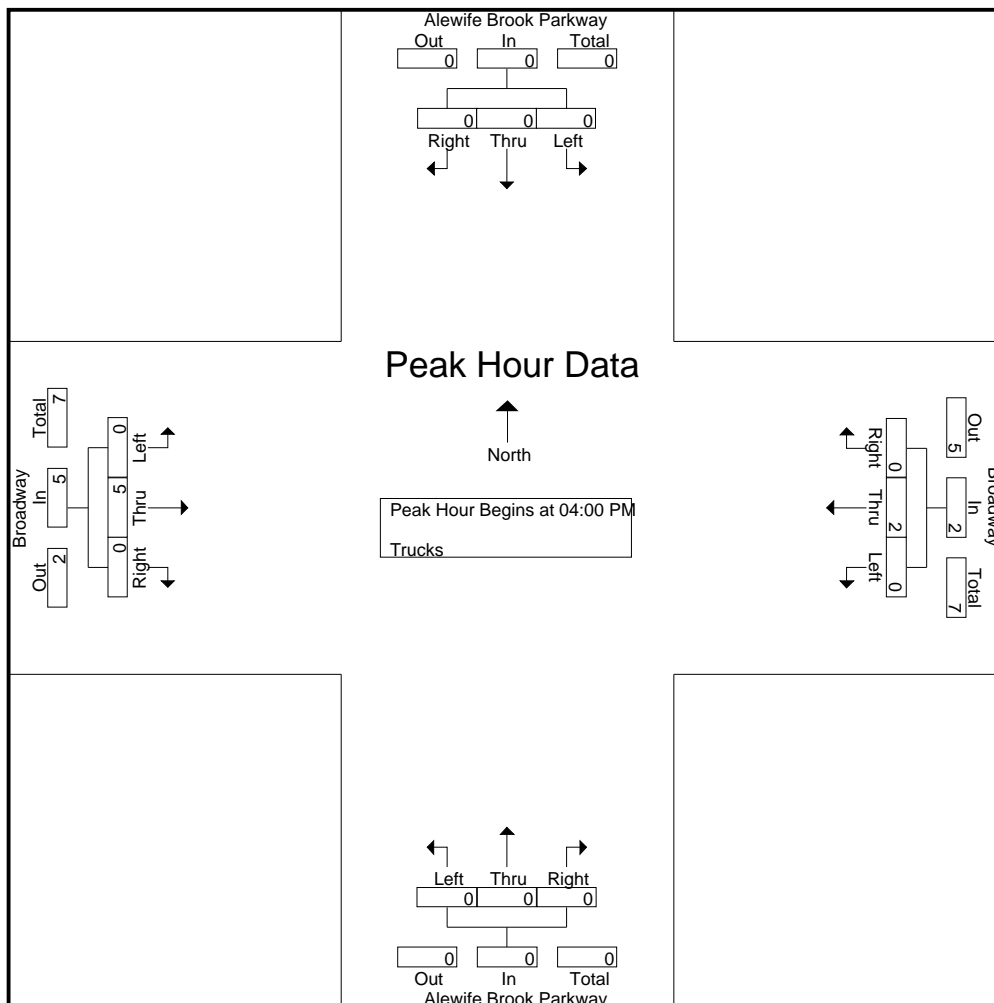 Alewife Brook Parkway
Out In Total
0 0 0
0 0 0
Right Thru Left
Peak Hour Data
North
Peak Hour Begins at 04:00 PM
Trucks
Broadway
Total In Out
7 5 2
0 5 0
Left Thru Right
Broadway
Out In Total
5 2 7
0 2 0
Right Thru Left
Left Thru Right
0 0 0
0 0 0
Out In Total
Alewife Brook Parkway